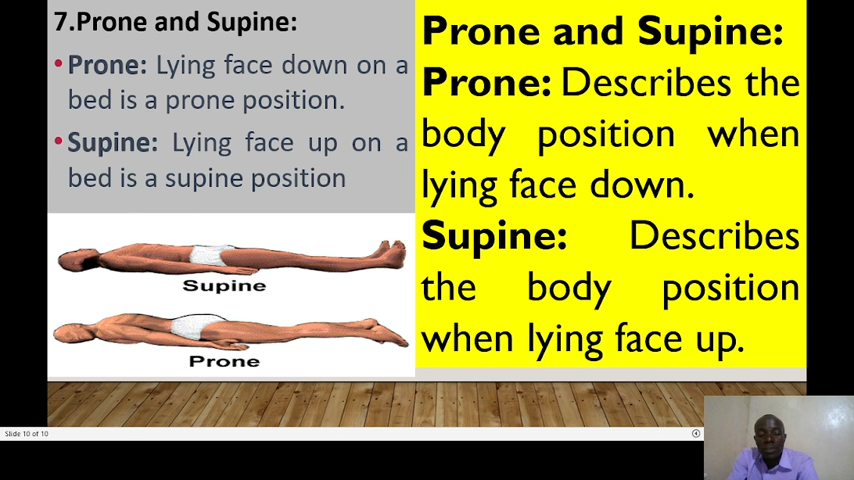 7.Prone and Supine:
•Prone: Lying face down on a
bed is a prone position.
•Supine: Lying face up on a
bed is a supine position
Supine
Prone
Prone and Supine:
Prone: Describes the
body position when
lying face down.
Supine: Describes
the body position
when lying face up.
Slide 10 of 10